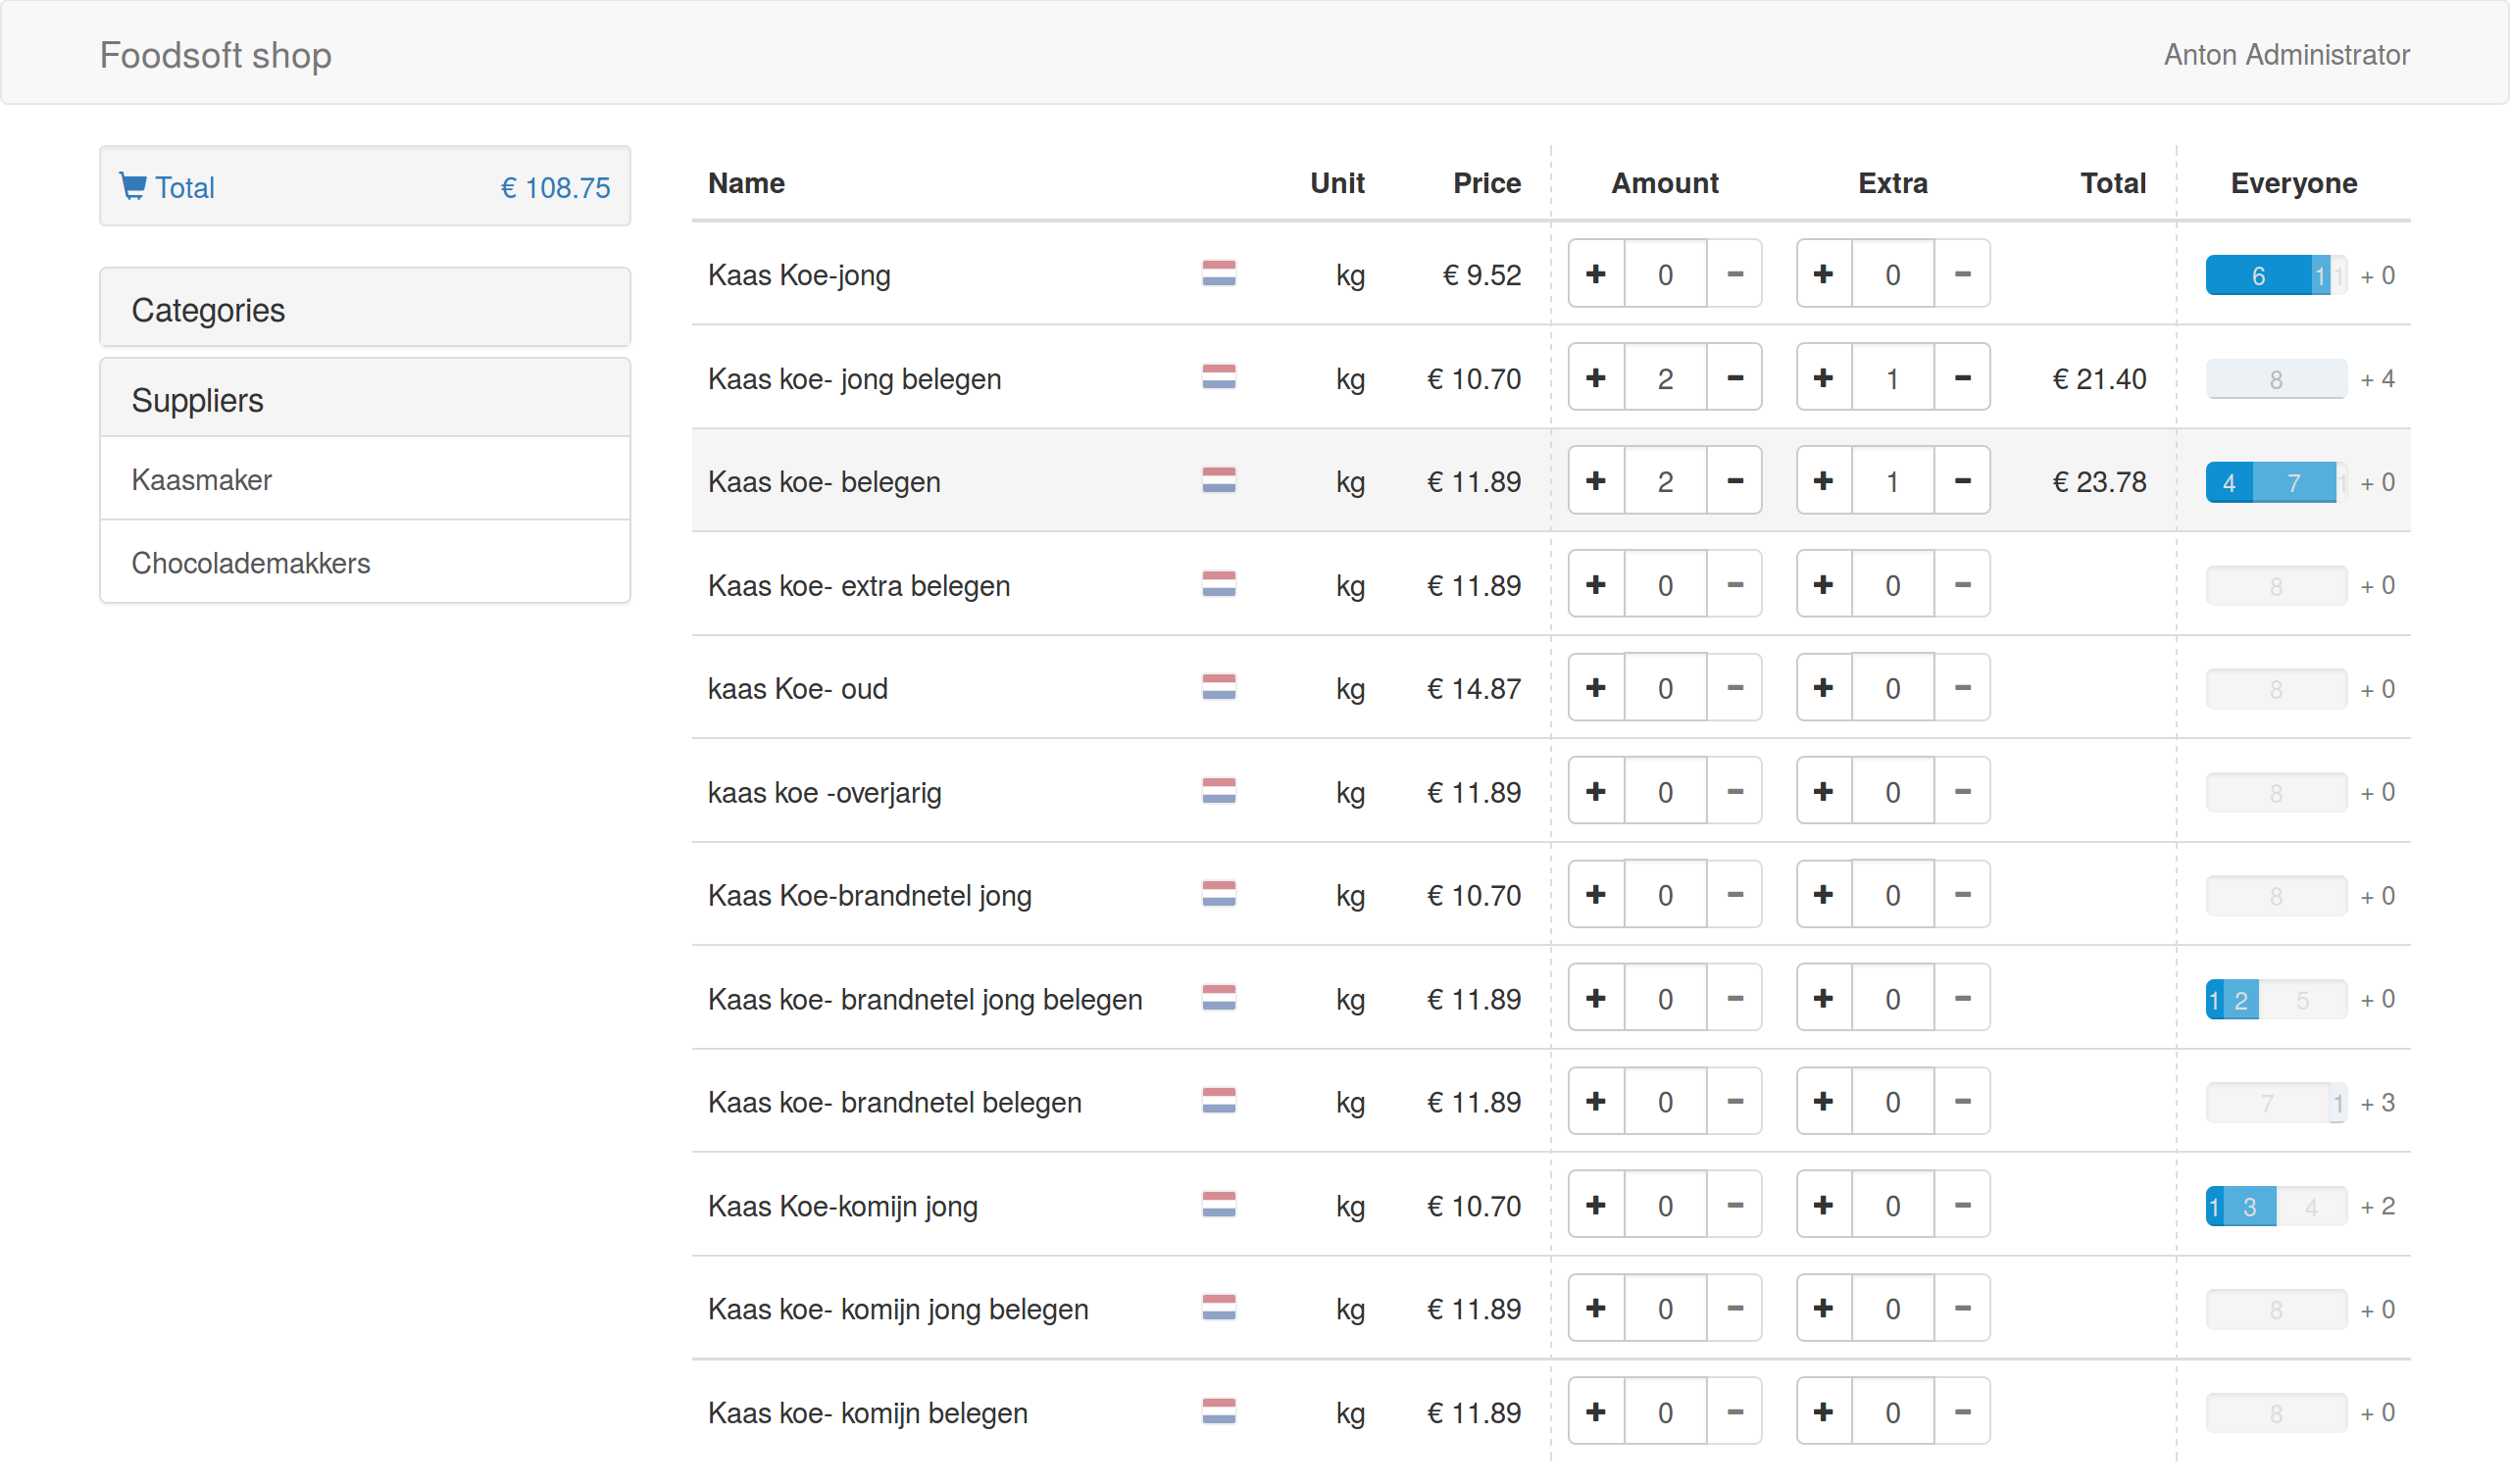 Foodsoft shop Anton Administrator
Total € 108.75
Categories
Suppliers
Kaasmaker
Chocolademakkers
Name Unit Price Amount Extra Total Everyone
Kaas Koe-jong kg € 9.52 + 0 − + 0 − 6 1 1 + 0
Kaas koe- jong belegen kg € 10.70 + 2 − + 1 − € 21.40 8 + 4
Kaas koe- belegen kg € 11.89 + 2 − + 1 − € 23.78 4 7 1 + 0
Kaas koe- extra belegen kg € 11.89 + 0 − + 0 − 8 + 0
kaas Koe- oud kg € 14.87 + 0 − + 0 − 8 + 0
kaas koe -overjarig kg € 11.89 + 0 − + 0 − 8 + 0
Kaas Koe-brandnetel jong kg € 10.70 + 0 − + 0 − 8 + 0
Kaas koe- brandnetel jong belegen kg € 11.89 + 0 − + 0 − 1 2 5 + 0
Kaas koe- brandnetel belegen kg € 11.89 + 0 − + 0 − 7 1 + 3
Kaas Koe-komijn jong kg € 10.70 + 0 − + 0 − 1 3 4 + 2
Kaas koe- komijn jong belegen kg € 11.89 + 0 − + 0 − 8 + 0
Kaas koe- komijn belegen kg € 11.89 + 0 − + 0 − 8 + 0